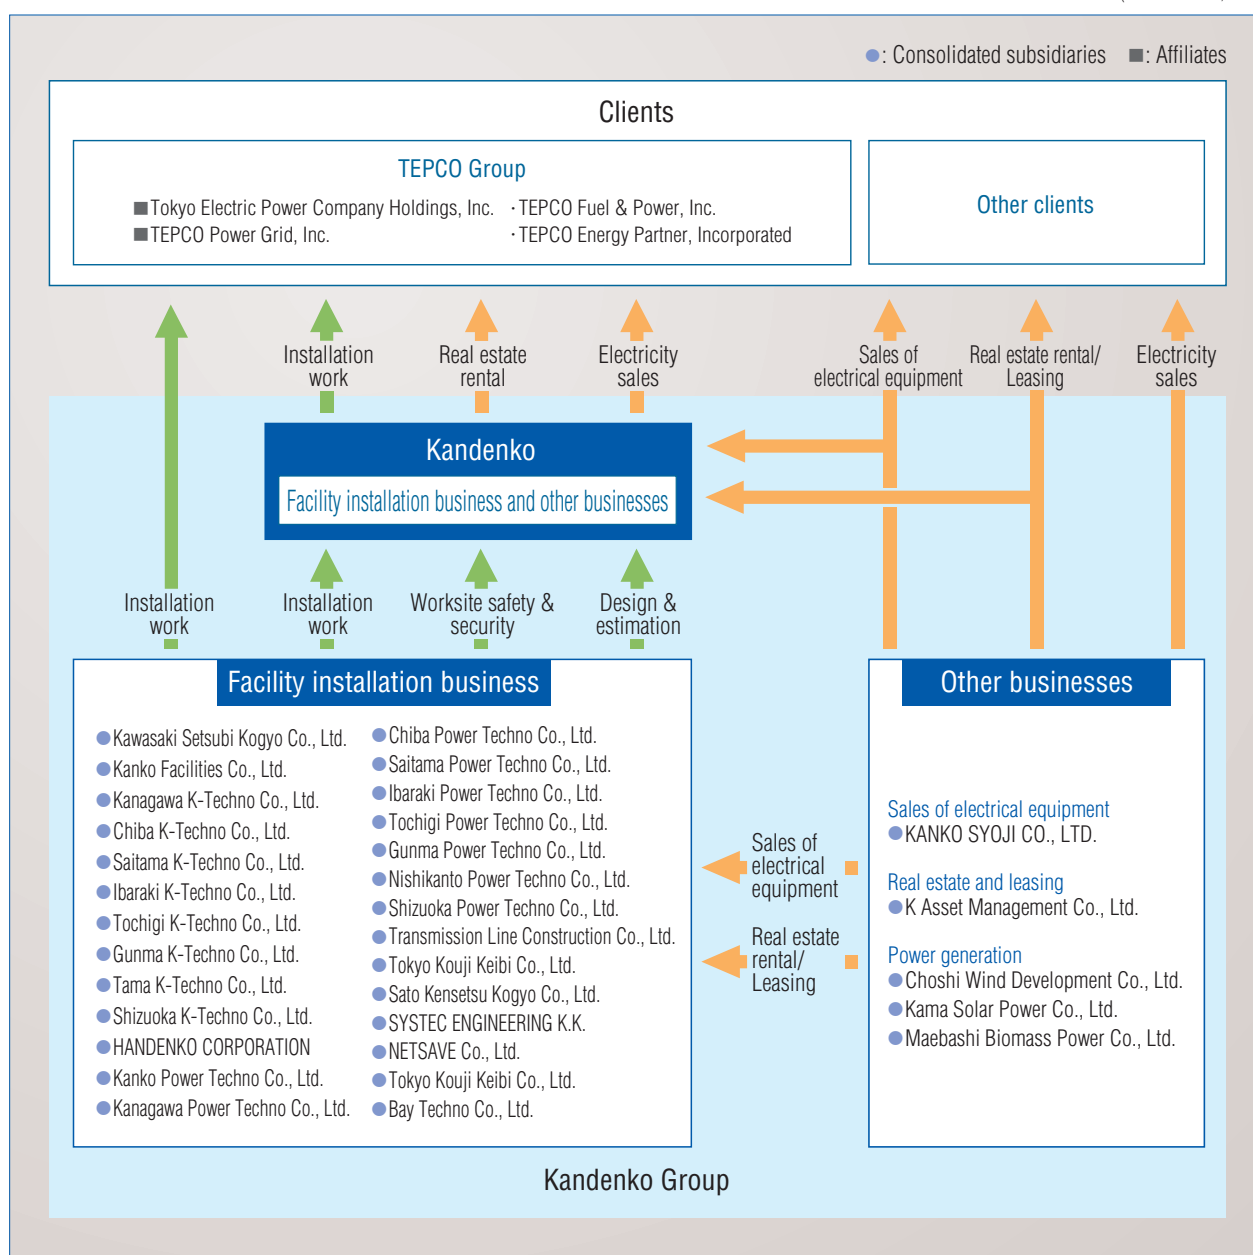 ●: Consolidated subsidiaries ■: Affiliates
Clients
TEPCO Group
■Tokyo Electric Power Company Holdings, Inc.
■TEPCO Power Grid, Inc.
・TEPCO Fuel & Power, Inc.
・TEPCO Energy Partner, Incorporated
Other clients
Installation
work
Real estate
rental
Electricity
sales
Sales of
electrical equipment
Real estate rental/
Leasing
Electricity
sales
Kandenko
Facility installation business and other businesses
Installation
work
Installation
work
Worksite safety &
security
Design &
estimation
Facility installation business
●Kawasaki Setsubi Kogyo Co., Ltd.
●Kanko Facilities Co., Ltd.
●Kanagawa K-Techno Co., Ltd.
●Chiba K-Techno Co., Ltd.
●Saitama K-Techno Co., Ltd.
●Ibaraki K-Techno Co., Ltd.
●Tochigi K-Techno Co., Ltd.
●Gunma K-Techno Co., Ltd.
●Tama K-Techno Co., Ltd.
●Shizuoka K-Techno Co., Ltd.
●HANDENKO CORPORATION
●Kanko Power Techno Co., Ltd.
●Kanagawa Power Techno Co., Ltd.
●Chiba Power Techno Co., Ltd.
●Saitama Power Techno Co., Ltd.
●Ibaraki Power Techno Co., Ltd.
●Tochigi Power Techno Co., Ltd.
●Gunma Power Techno Co., Ltd.
●Nishikanto Power Techno Co., Ltd.
●Shizuoka Power Techno Co., Ltd.
●Transmission Line Construction Co., Ltd.
●Tokyo Kouji Keibi Co., Ltd.
●Sato Kensetsu Kogyo Co., Ltd.
●SYSTEC ENGINEERING K.K.
●NETSAVE Co., Ltd.
●Tokyo Kouji Keibi Co., Ltd.
●Bay Techno Co., Ltd.
Sales of
electrical
equipment
Real estate
rental/
Leasing
Other businesses
Sales of electrical equipment
●KANKO SYOJI CO., LTD.
Real estate and leasing
●K Asset Management Co., Ltd.
Power generation
●Choshi Wind Development Co., Ltd.
●Kama Solar Power Co., Ltd.
●Maebashi Biomass Power Co., Ltd.
Kandenko Group